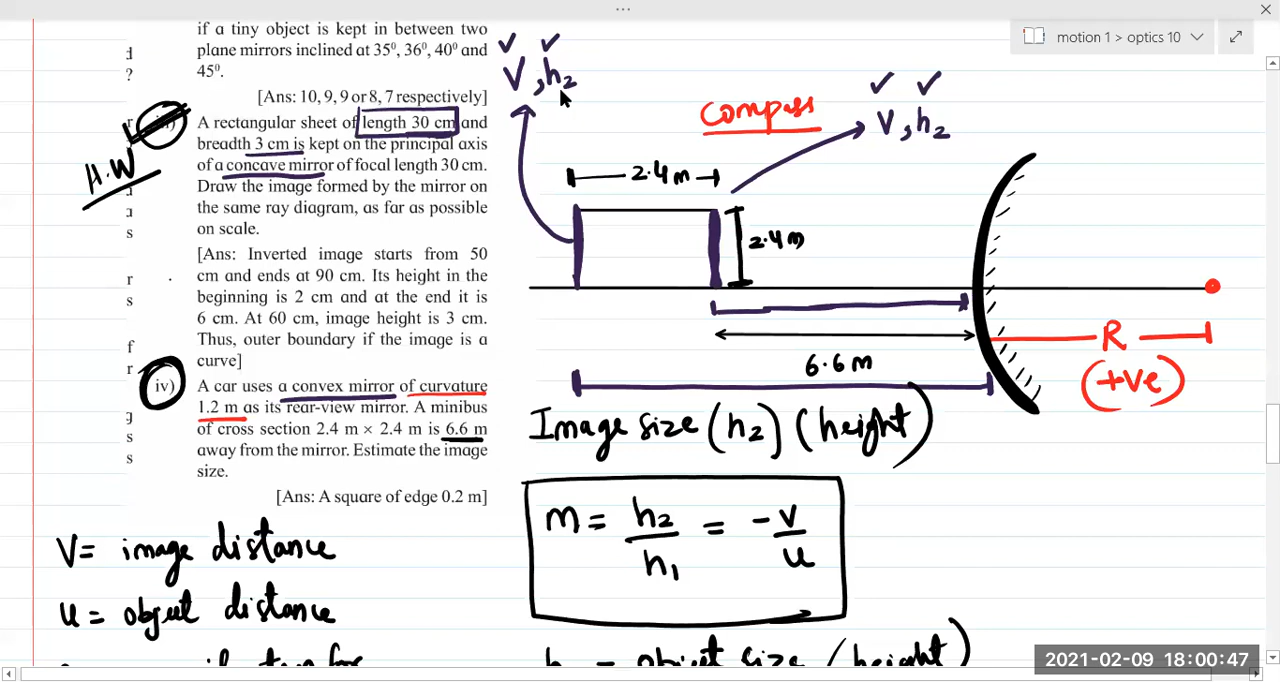 motion 1 > optics 10
if a tiny object is kept in between two
plane mirrors inclined at 35⁰, 36⁰, 40⁰ and
45⁰.
[Ans: 10, 9, 9 or 8, 7 respectively]
H.W
A rectangular sheet of length 30 cm and
breadth 3 cm is kept on the principal axis
of a concave mirror of focal length 30 cm.
Draw the image formed by the mirror on
the same ray diagram, as far as possible
on scale.
[Ans: Inverted image starts from 50
cm and ends at 90 cm. Its height in the
beginning is 2 cm and at the end it is
6 cm. At 60 cm, image height is 3 cm.
Thus, outer boundary if the image is a
curve]
iv) A car uses a convex mirror of curvature
1.2 m as its rear-view mirror. A minibus
of cross section 2.4 m × 2.4 m is 6.6 m
away from the mirror. Estimate the image
size.
[Ans: A square of edge 0.2 m]
d
?
r
a
s
r
s
f
r
g
s
s
✓ ✓
V, h₂
compass
✓ ✓
V, h₂
2.4 m
2.4 m
6.6 m
R
(+ve)
Image size (h₂) (height)
m = h₂/h₁ = -v/u
V = image distance
u = object distance
object size (height)
2021-02-09 18:00:47